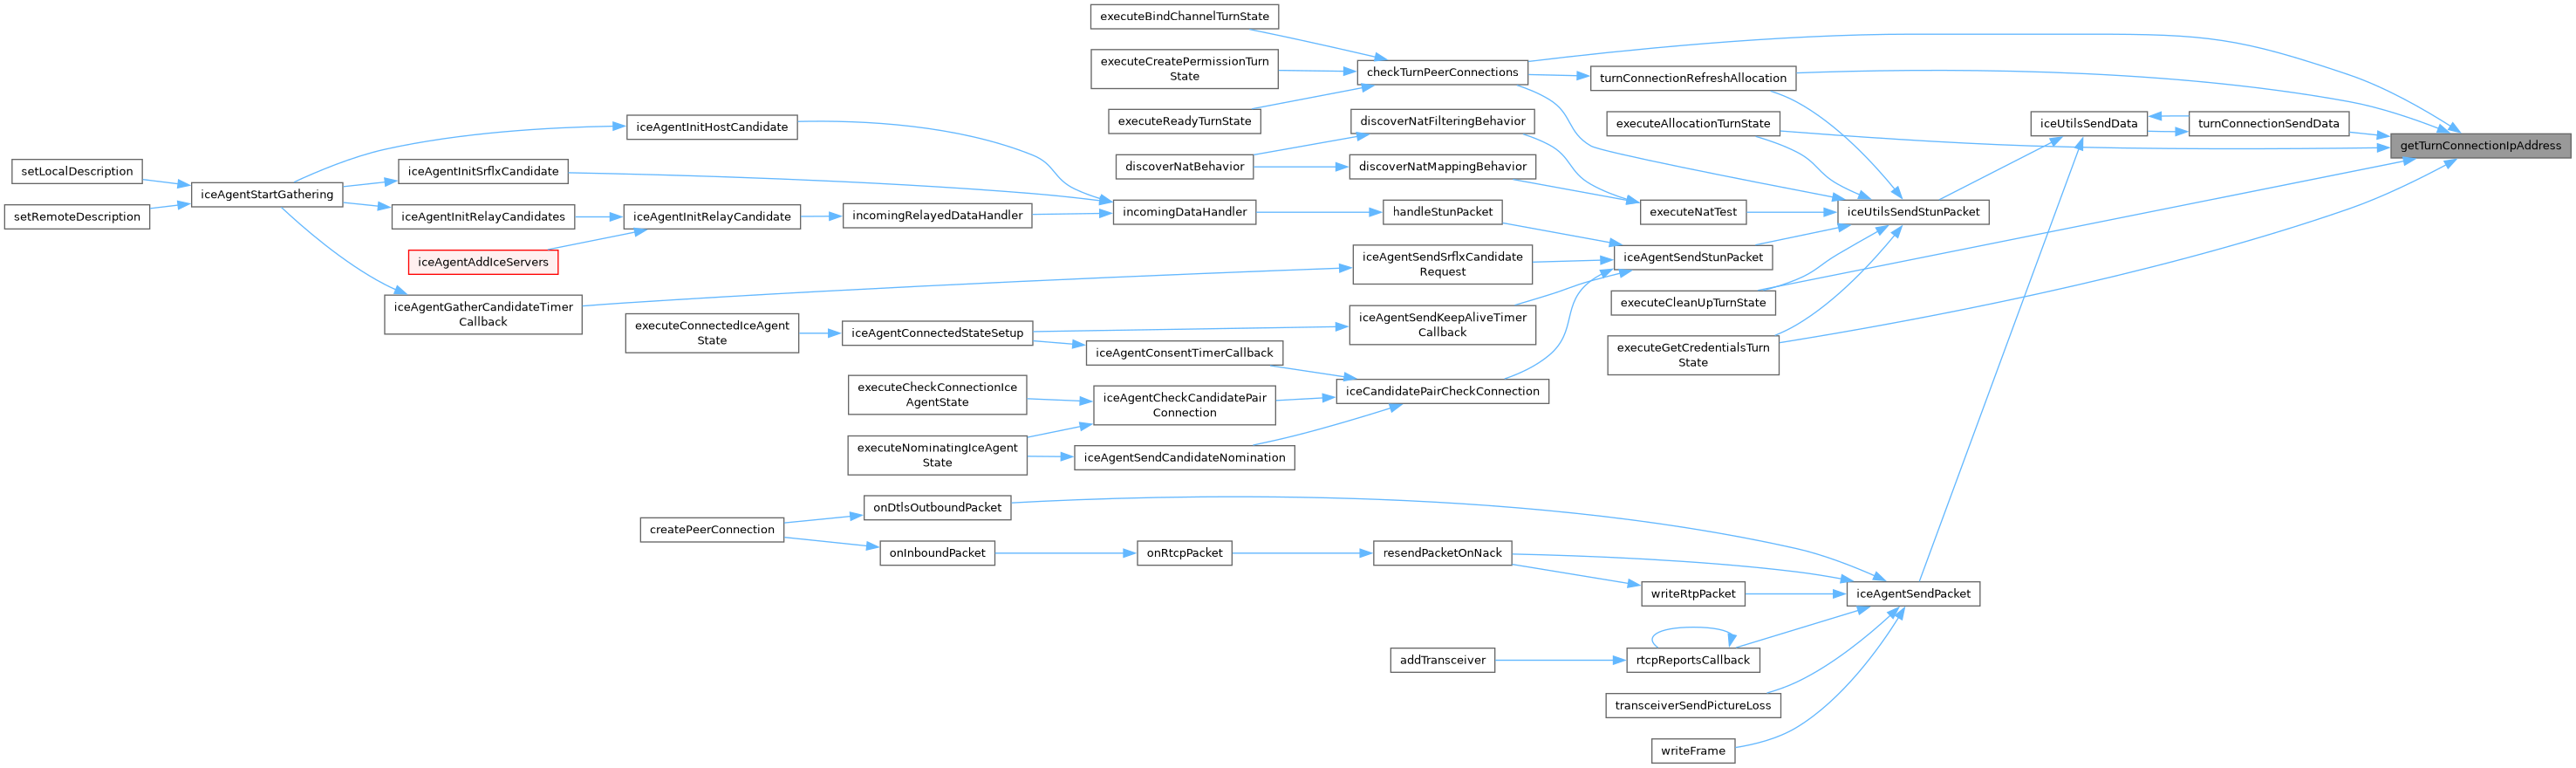 executeBindChannelTurnState
executeCreatePermissionTurn
State
executeReadyTurnState
checkTurnPeerConnections
turnConnectionRefreshAllocation
iceAgentInitHostCandidate
discoverNatFilteringBehavior
executeAllocationTurnState
iceUtilsSendData
turnConnectionSendData
getTurnConnectionIpAddress
setLocalDescription
iceAgentInitSrflxCandidate
discoverNatBehavior
discoverNatMappingBehavior
iceAgentStartGathering
setRemoteDescription
iceAgentInitRelayCandidates
iceAgentInitRelayCandidate
incomingRelayedDataHandler
incomingDataHandler
handleStunPacket
executeNatTest
iceUtilsSendStunPacket
iceAgentAddIceServers
iceAgentSendSrflxCandidate
Request
iceAgentSendStunPacket
iceAgentGatherCandidateTimer
Callback
executeCleanUpTurnState
executeConnectedIceAgent
State
iceAgentConnectedStateSetup
iceAgentSendKeepAliveTimer
Callback
iceAgentConsentTimerCallback
executeGetCredentialsTurn
State
executeCheckConnectionIce
AgentState
iceAgentCheckCandidatePair
Connection
iceCandidatePairCheckConnection
executeNominatingIceAgent
State
iceAgentSendCandidateNomination
onDtlsOutboundPacket
createPeerConnection
onInboundPacket
onRtcpPacket
resendPacketOnNack
writeRtpPacket
iceAgentSendPacket
addTransceiver
rtcpReportsCallback
transceiverSendPictureLoss
writeFrame